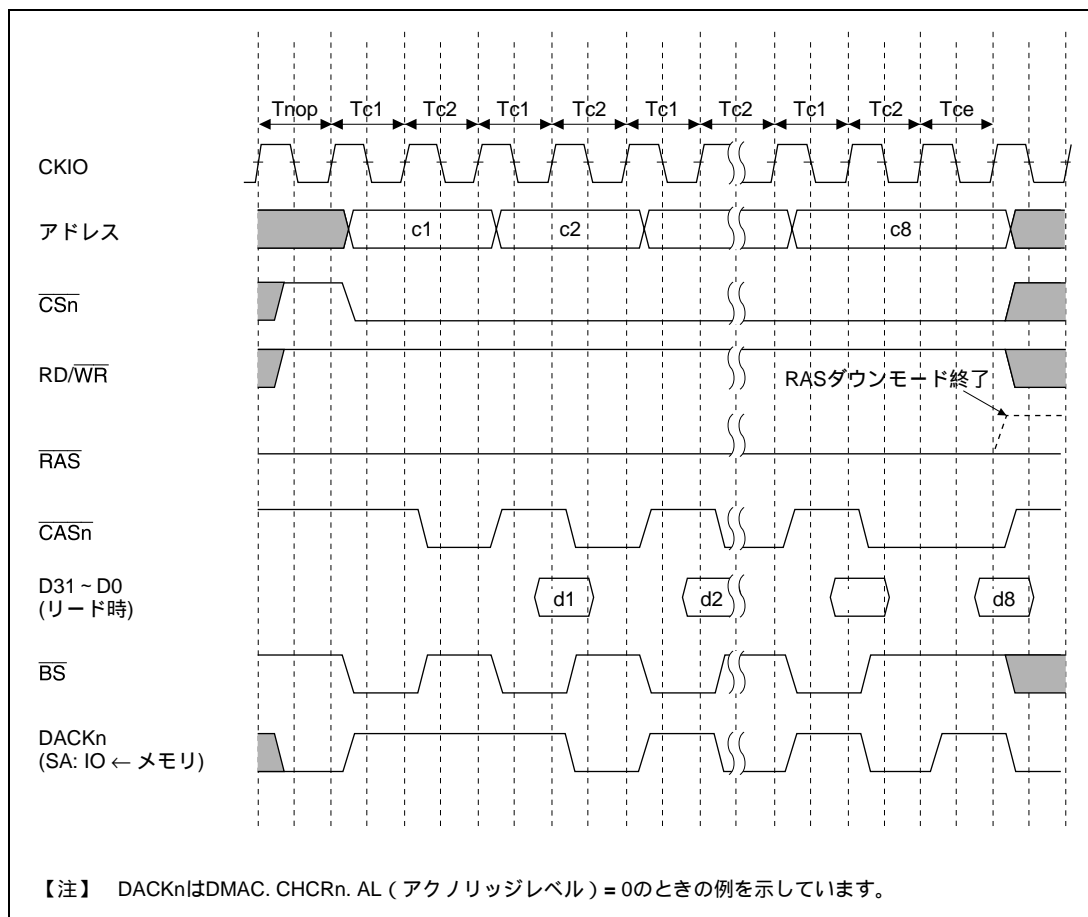 Tnop Tc1 Tc2 Tc1 Tc2 Tc1 Tc2 Tc1 Tc2 Tce
CKIO
アドレス c1 c2 c8
CSn
RD/WR
RASダウンモード終了
RAS
CASn
D31 ~ D0
(リード時) d1 d2 d8
BS
DACKn
(SA: IO ← メモリ)
【注】 DACKnはDMAC. CHCRn. AL ( アクノリッジレベル ) = 0のときの例を示しています。